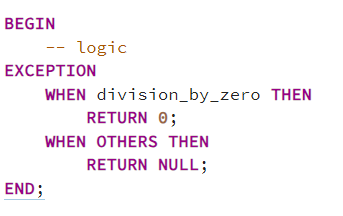 BEGIN
    -- logic
EXCEPTION
    WHEN division_by_zero THEN
        RETURN 0;
    WHEN OTHERS THEN
        RETURN NULL;
END;